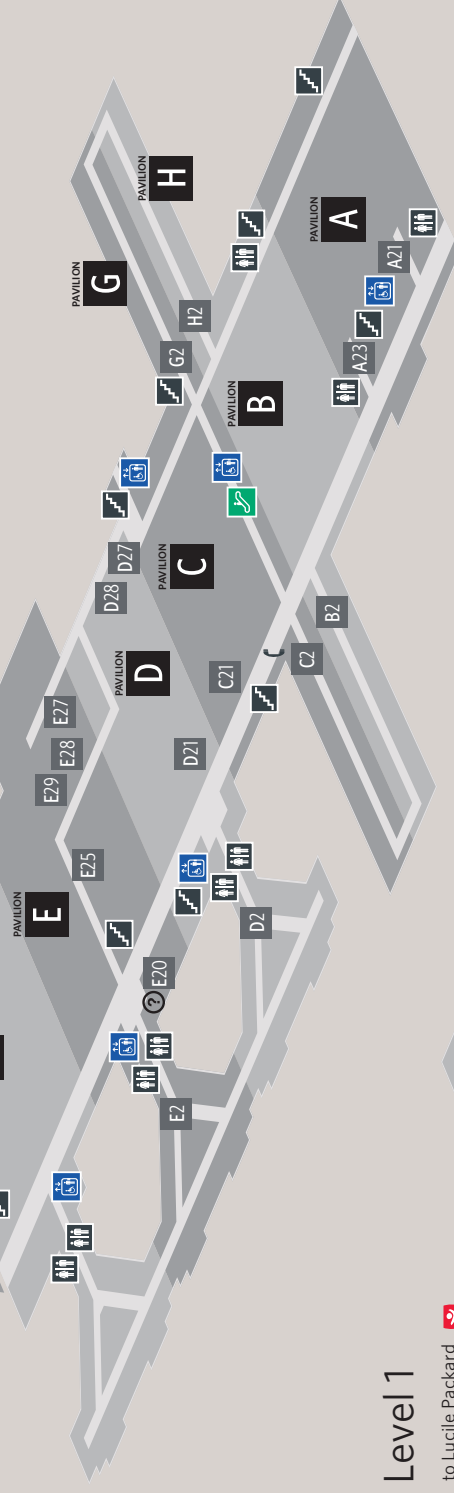 PAVILION
H
PAVILION
G
PAVILION
A
A21
A23
H2
G2
PAVILION
B
PAVILION
C
D27
D28
B2
C2
C21
PAVILION
D
D21
E27
E28
E29
E25
PAVILION
E
D2
E20
?
E2
Level 1
to Lucile Packard